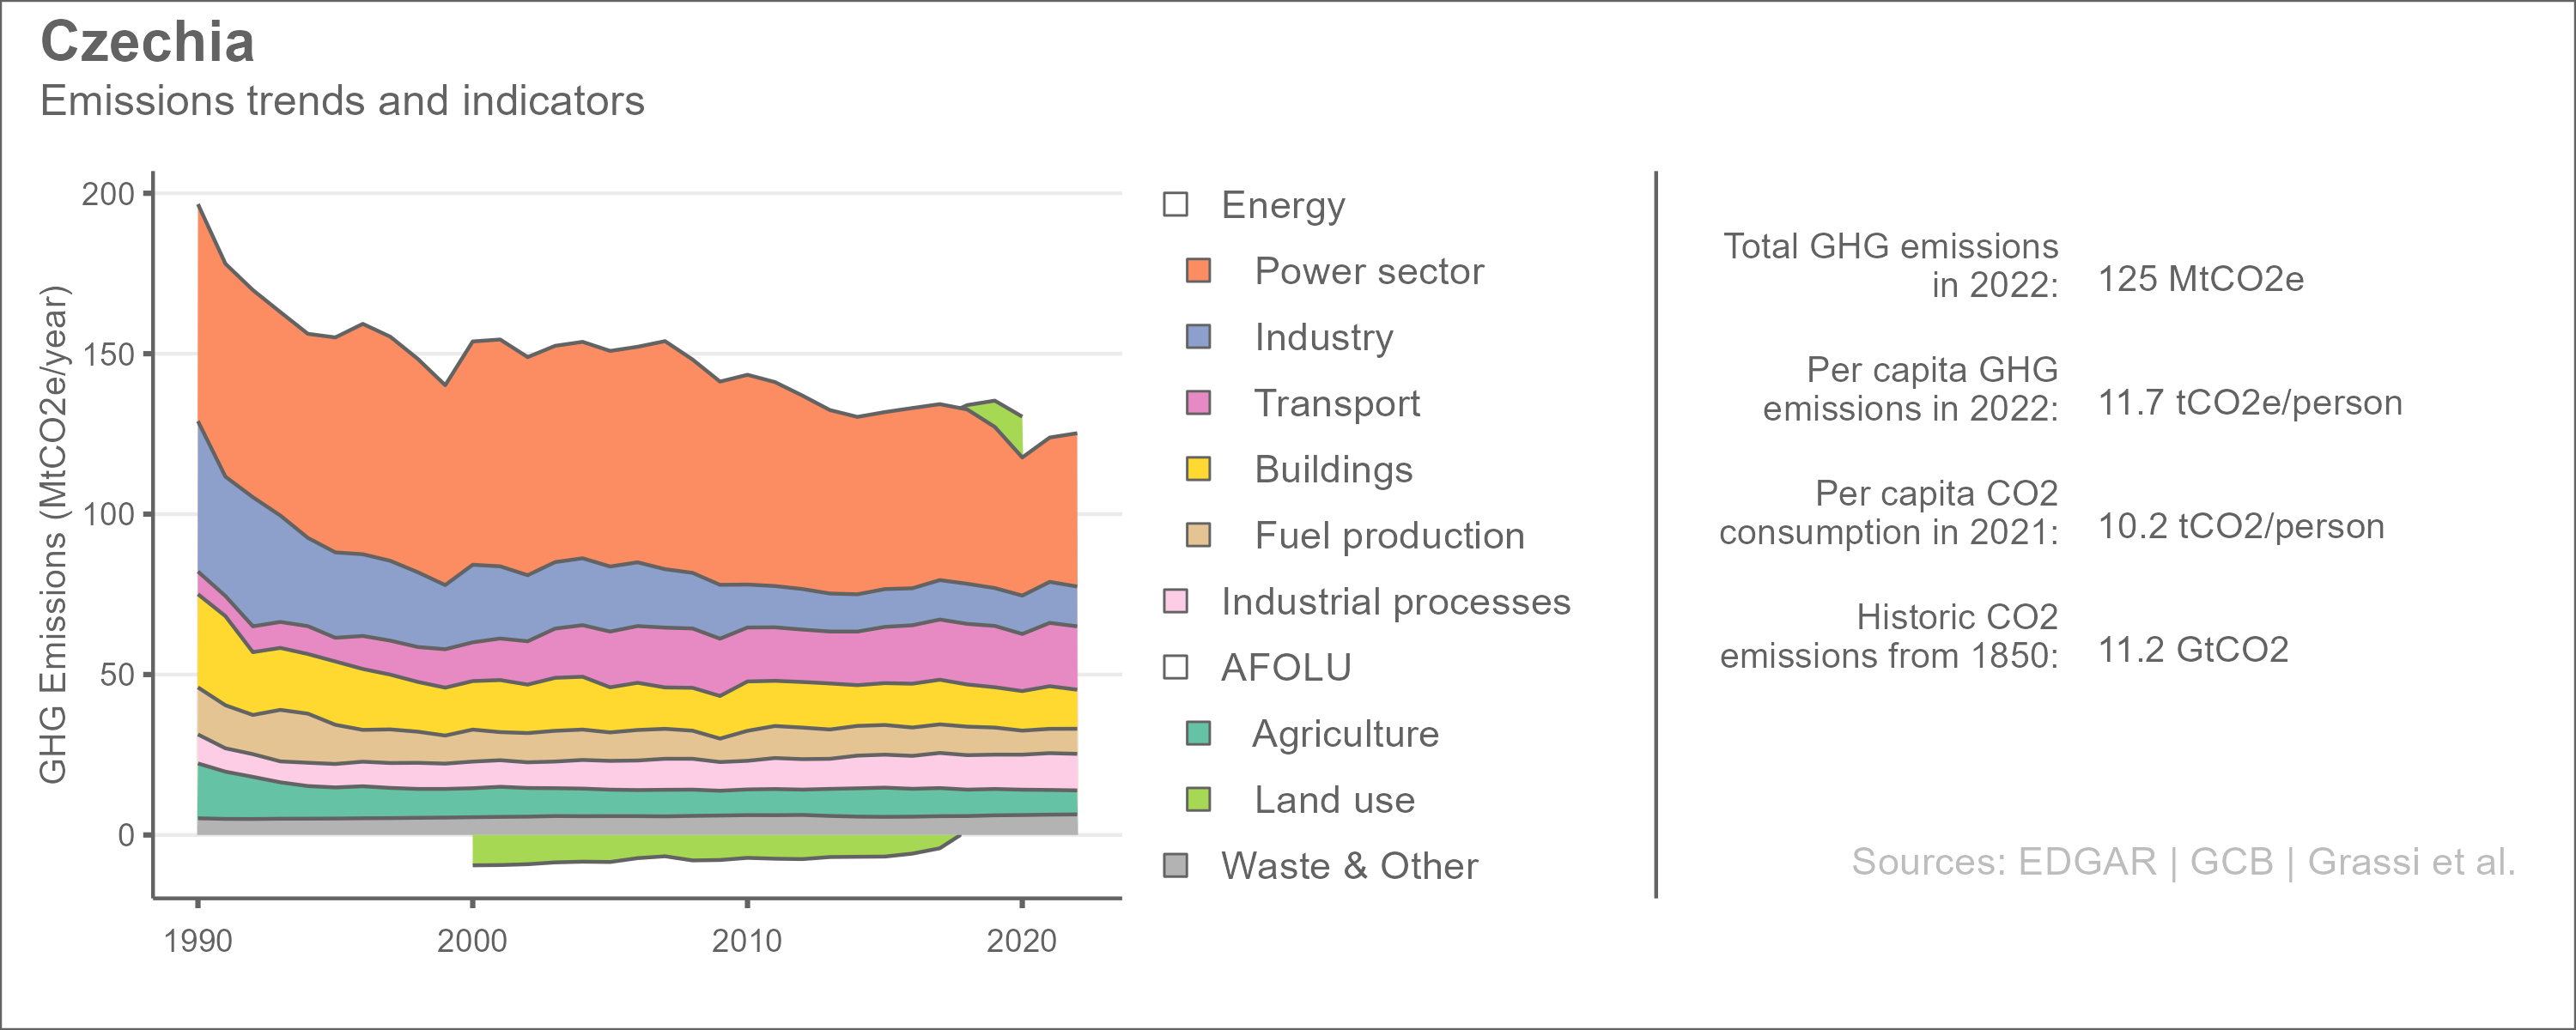 Czechia
Emissions trends and indicators
GHG Emissions (MtCO2e/year)
200
150
100
50
0
1990
2000
2010
2020
Energy
Power sector
Industry
Transport
Buildings
Fuel production
Industrial processes
AFOLU
Agriculture
Land use
Waste & Other
Total GHG emissions
in 2022:
125 MtCO2e
Per capita GHG
emissions in 2022:
11.7 tCO2e/person
Per capita CO2
consumption in 2021:
10.2 tCO2/person
Historic CO2
emissions from 1850:
11.2 GtCO2
Sources: EDGAR | GCB | Grassi et al.